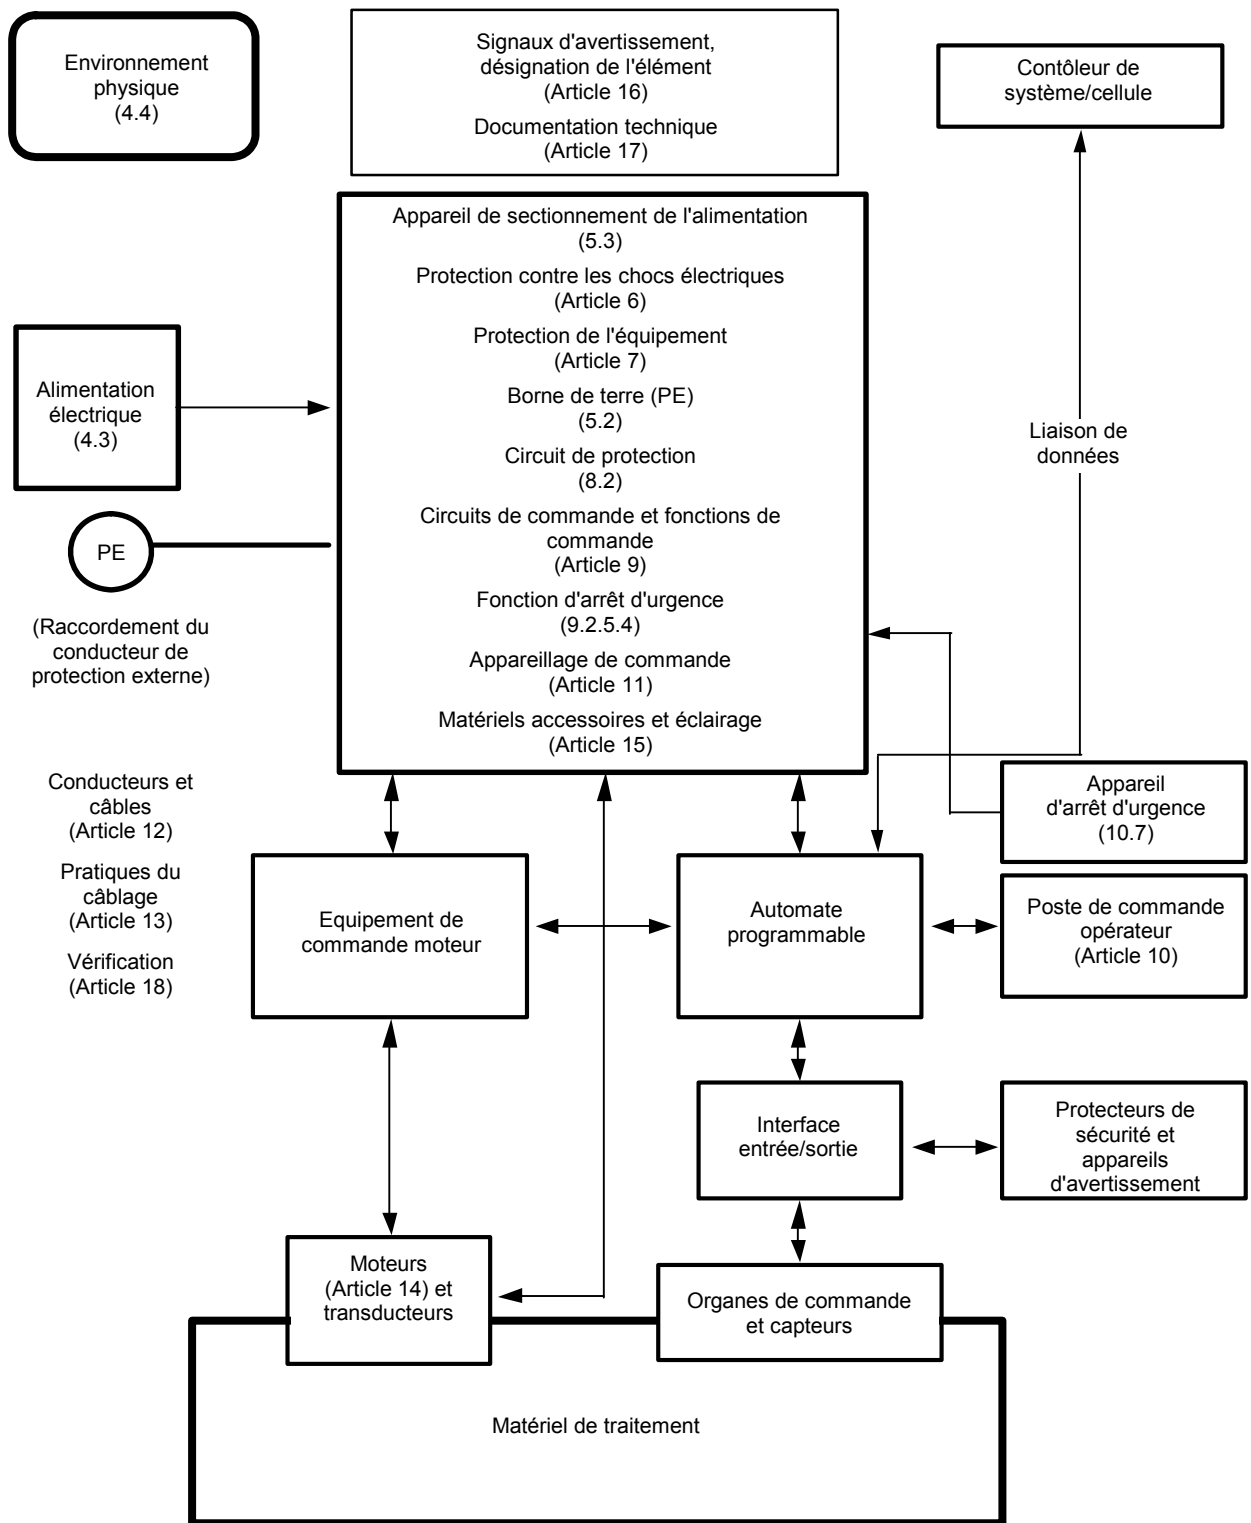 Environnement
physique
(4.4)
Signaux d'avertissement,
désignation de l'élément
(Article 16)
Documentation technique
(Article 17)
Contôleur de
système/cellule
Appareil de sectionnement de l'alimentation
(5.3)
Protection contre les chocs électriques
(Article 6)
Protection de l'équipement
(Article 7)
Borne de terre (PE)
(5.2)
Circuit de protection
(8.2)
Circuits de commande et fonctions de
commande
(Article 9)
Fonction d'arrêt d'urgence
(9.2.5.4)
Appareillage de commande
(Article 11)
Matériels accessoires et éclairage
(Article 15)
Alimentation
électrique
(4.3)
PE
(Raccordement du
conducteur de
protection externe)
Liaison de
données
Conducteurs et
câbles
(Article 12)
Pratiques du
câblage
(Article 13)
Vérification
(Article 18)
Appareil
d'arrêt d'urgence
(10.7)
Equipement de
commande moteur
Automate
programmable
Poste de commande
opérateur
(Article 10)
Interface
entrée/sortie
Protecteurs de
sécurité et
appareils
d'avertissement
Moteurs
(Article 14) et
transducteurs
Organes de commande
et capteurs
Matériel de traitement